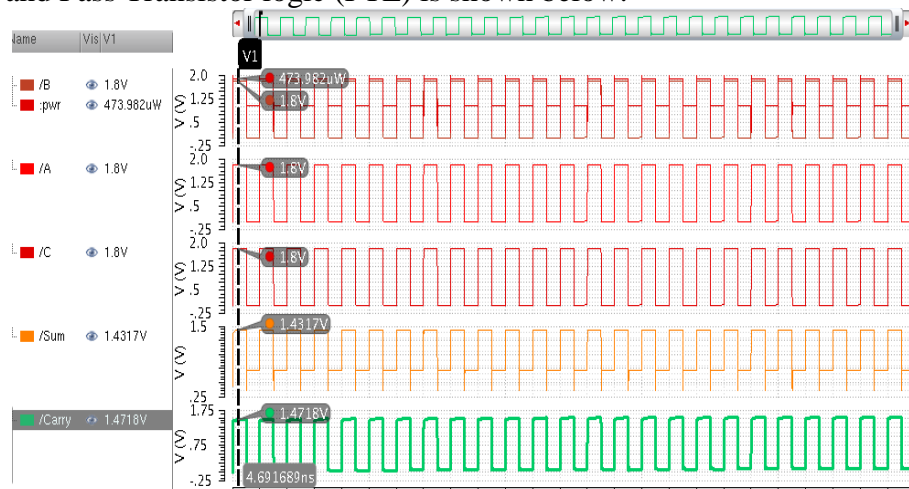 and Pass Transistor logic (PTL) is shown below.
Name Vis V1
V1
/B 1.8V
:pwr 473.982uW
/A 1.8V
/C 1.8V
/Sum 1.4317V
/Carry 1.4718V
2.0
1.25
.5
-.25
V (V)
473.982uW
1.8V
2.0
1.25
.5
-.25
V (V)
1.8V
2.0
1.25
.5
-.25
V (V)
1.8V
1.5
.25
V (V)
1.4317V
1.75
.75
-.25
V (V)
1.4718V
4.691689ns